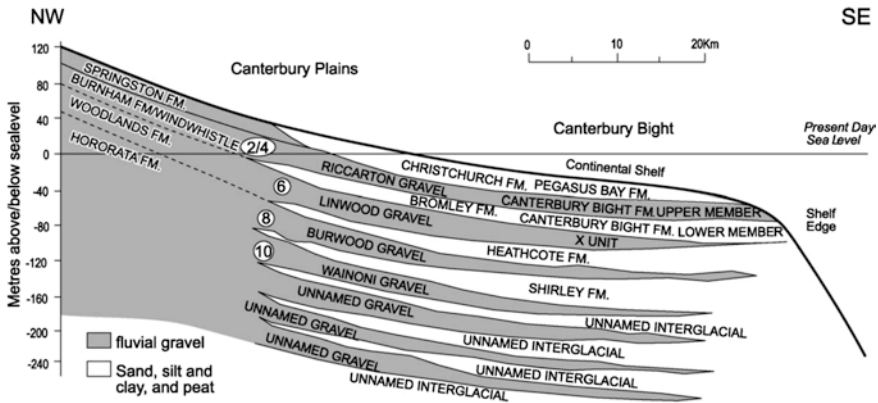 NW
SE
0 10 20Km
Metres above/below sealevel
120
80
40
0
-40
-80
-120
-160
-200
-240
Canterbury Plains
Canterbury Bight
Present Day
Sea Level
Continental Shelf
Shelf
Edge
SPRINGSTON FM.
BURNHAM FM/WINDWHISTLE
WOODLANDS FM.
HORORATA FM.
2/4
6
8
10
CHRISTCHURCH FM. PEGASUS BAY FM.
RICCARTON GRAVEL
CANTERBURY BIGHT FM. UPPER MEMBER
BROMLEY FM.
CANTERBURY BIGHT FM. LOWER MEMBER
LINWOOD GRAVEL
X UNIT
HEATHCOTE FM.
BURWOOD GRAVEL
SHIRLEY FM.
WAINONI GRAVEL
UNNAMED INTERGLACIAL
UNNAMED GRAVEL
UNNAMED INTERGLACIAL
UNNAMED GRAVEL
UNNAMED INTERGLACIAL
UNNAMED GRAVEL
UNNAMED INTERGLACIAL
fluvial gravel
Sand, silt and
clay, and peat